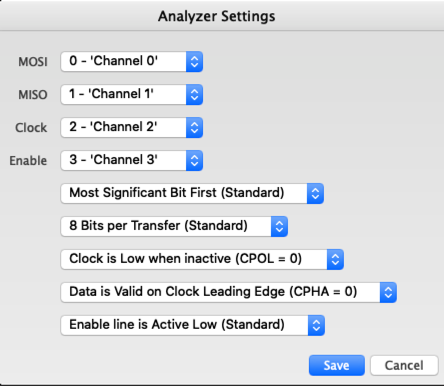 Analyzer Settings
MOSI 0 - 'Channel 0'
MISO 1 - 'Channel 1'
Clock 2 - 'Channel 2'
Enable 3 - 'Channel 3'
Most Significant Bit First (Standard)
8 Bits per Transfer (Standard)
Clock is Low when inactive (CPOL = 0)
Data is Valid on Clock Leading Edge (CPHA = 0)
Enable line is Active Low (Standard)
Save Cancel